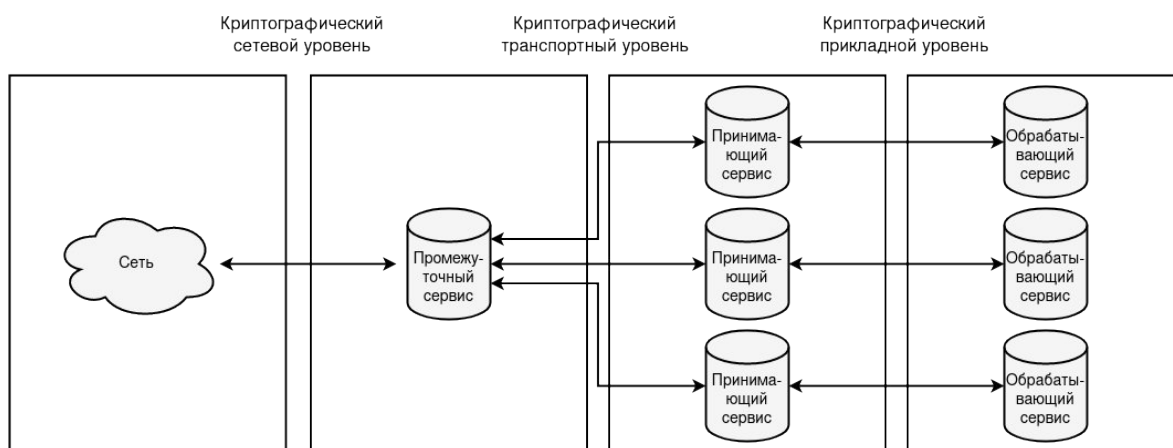 Криптографический
сетевой уровень
Криптографический
транспортный уровень
Криптографический
прикладной уровень
Сеть
Промежу-
точный
сервис
Принима-
ющий
сервис
Обрабаты-
вающий
сервис
Принима-
ющий
сервис
Обрабаты-
вающий
сервис
Принима-
ющий
сервис
Обрабаты-
вающий
сервис